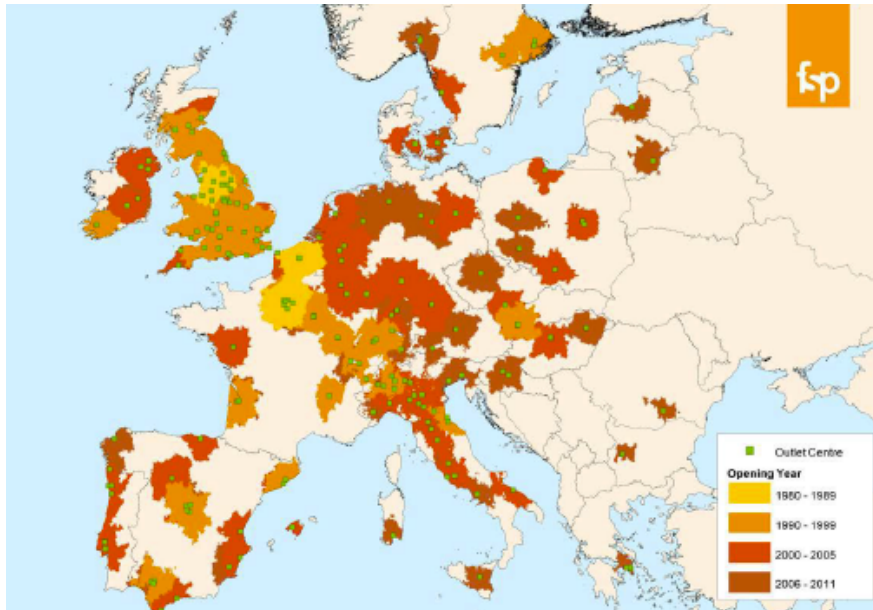 fsp
Outlet Centre
Opening Year
1980 - 1989
1990 - 1999
2000 - 2005
2006 - 2011